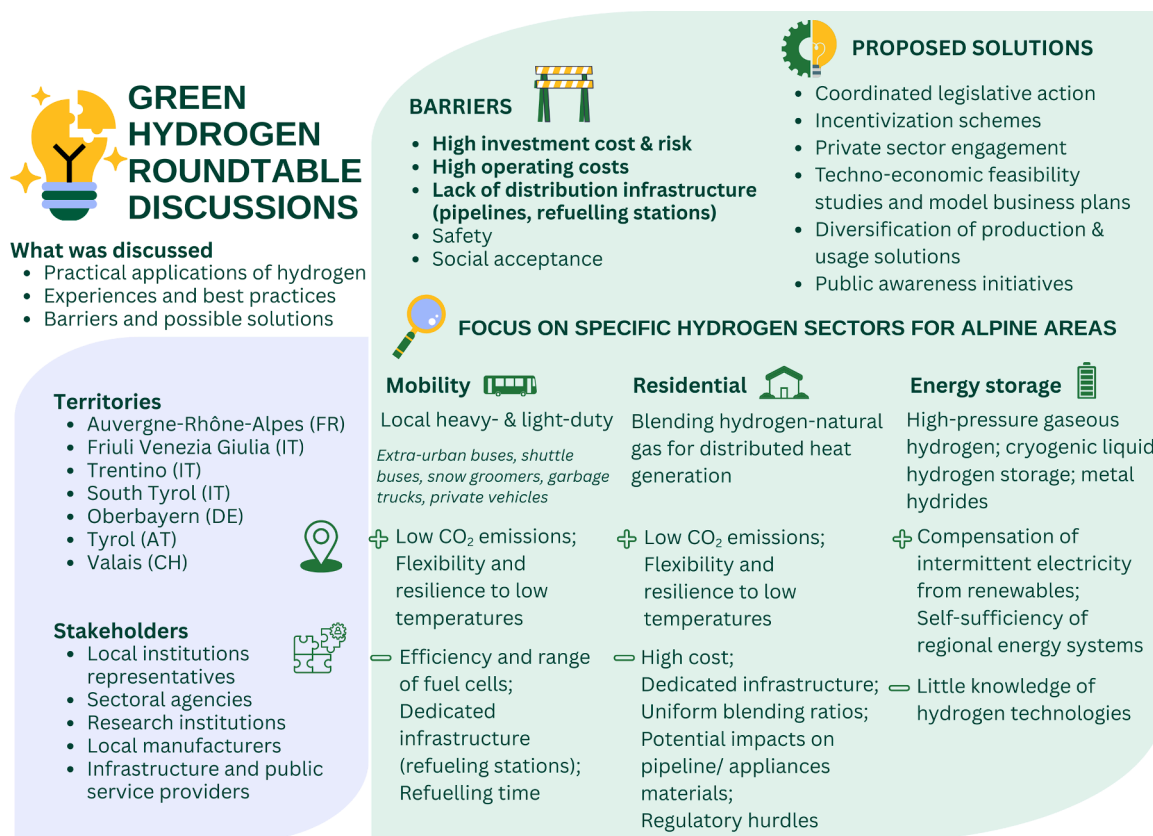 GREEN
HYDROGEN
ROUNDTABLE
DISCUSSIONS
What was discussed
• Practical applications of hydrogen
• Experiences and best practices
• Barriers and possible solutions
Territories
• Auvergne-Rhône-Alpes (FR)
• Friuli Venezia Giulia (IT)
• Trentino (IT)
• South Tyrol (IT)
• Oberbayern (DE)
• Tyrol (AT)
• Valais (CH)
Stakeholders
• Local institutions
representatives
• Sectoral agencies
• Research institutions
• Local manufacturers
• Infrastructure and public
service providers
BARRIERS
• High investment cost & risk
• High operating costs
• Lack of distribution infrastructure
(pipelines, refuelling stations)
• Safety
• Social acceptance
PROPOSED SOLUTIONS
• Coordinated legislative action
• Incentivization schemes
• Private sector engagement
• Techno-economic feasibility
studies and model business plans
• Diversification of production &
usage solutions
• Public awareness initiatives
FOCUS ON SPECIFIC HYDROGEN SECTORS FOR ALPINE AREAS
Mobility
Local heavy- & light-duty
Extra-urban buses, shuttle
buses, snow groomers, garbage
trucks, private vehicles
+ Low CO₂ emissions;
Flexibility and
resilience to low
temperatures
− Efficiency and range
of fuel cells;
Dedicated
infrastructure
(refueling stations);
Refuelling time
Residential
Blending hydrogen-natural
gas for distributed heat
generation
+ Low CO₂ emissions;
Flexibility and
resilience to low
temperatures
− High cost;
Dedicated infrastructure;
Uniform blending ratios;
Potential impacts on
pipeline/ appliances
materials;
Regulatory hurdles
Energy storage
High-pressure gaseous
hydrogen; cryogenic liquid
hydrogen storage; metal
hydrides
+ Compensation of
intermittent electricity
from renewables;
Self-sufficiency of
regional energy systems
− Little knowledge of
hydrogen technologies